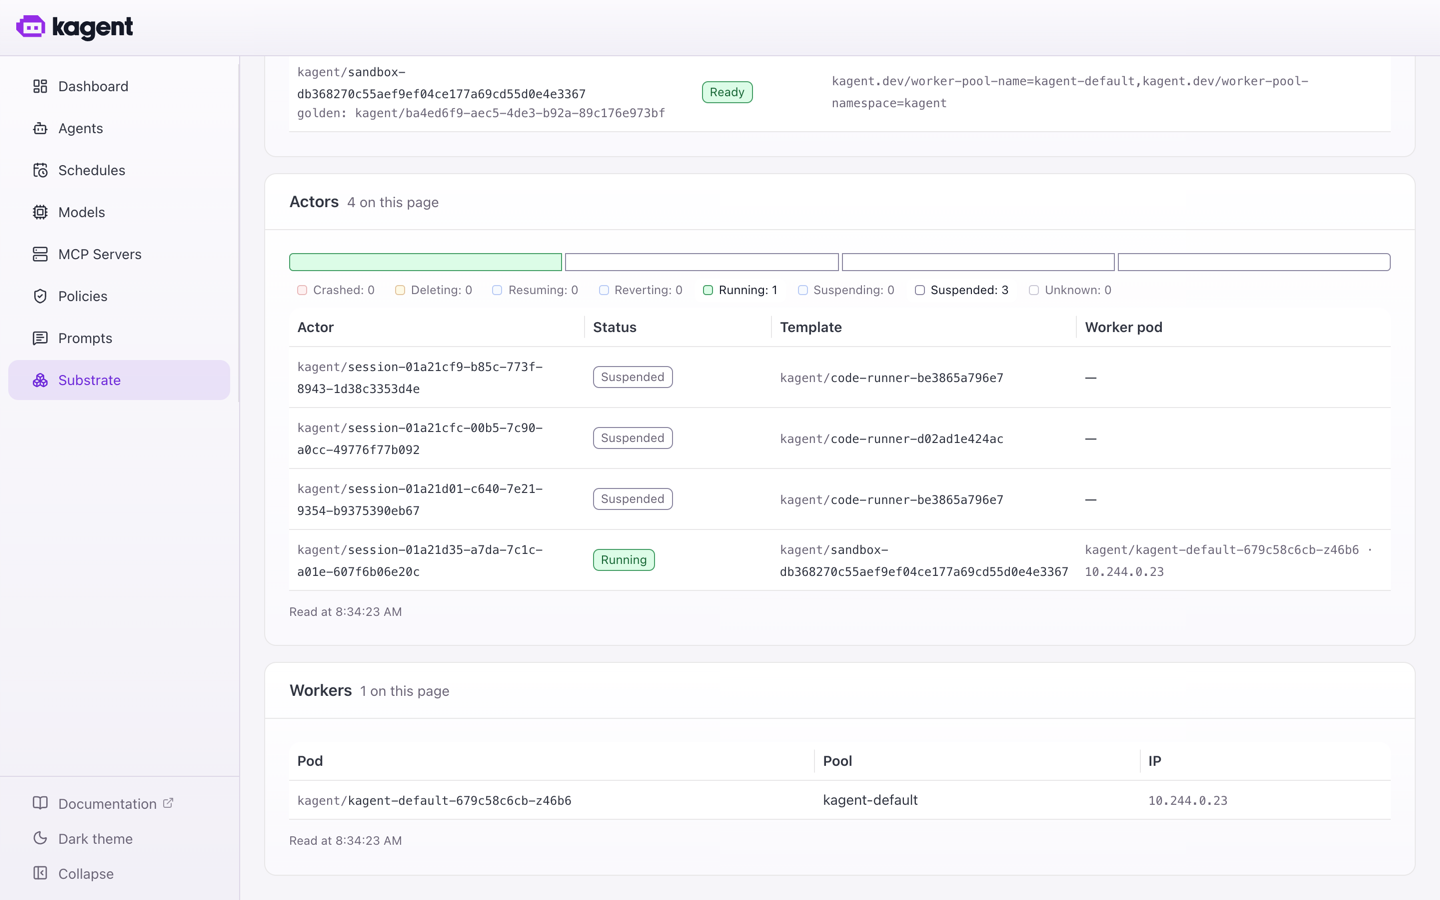 kagent
Dashboard
Agents
Schedules
Models
MCP Servers
Policies
Prompts
Substrate
Documentation
Dark theme
Collapse
kagent/sandbox-
db368270c55aef9ef04ce177a69cd55d0e4e3367
golden: kagent/ba4ed6f9-aec5-4de3-b92a-89c176e973bf
Ready
kagent.dev/worker-pool-name=kagent-default,kagent.dev/worker-pool-
namespace=kagent
Actors 4 on this page
Crashed: 0 Deleting: 0 Resuming: 0 Reverting: 0 Running: 1 Suspending: 0 Suspended: 3 Unknown: 0
Actor Status Template Worker pod
kagent/session-01a21cf9-b85c-773f-
8943-1d38c3353d4e
Suspended
kagent/code-runner-be3865a796e7
—
kagent/session-01a21cfc-00b5-7c90-
a0cc-49776f77b092
Suspended
kagent/code-runner-d02ad1e424ac
—
kagent/session-01a21d01-c640-7e21-
9354-b9375390eb67
Suspended
kagent/code-runner-be3865a796e7
—
kagent/session-01a21d35-a7da-7c1c-
a01e-607f6b06e20c
Running
kagent/sandbox-
db368270c55aef9ef04ce177a69cd55d0e4e3367
kagent/kagent-default-679c58c6cb-z46b6 ·
10.244.0.23
Read at 8:34:23 AM
Workers 1 on this page
Pod Pool IP
kagent/kagent-default-679c58c6cb-z46b6 kagent-default 10.244.0.23
Read at 8:34:23 AM